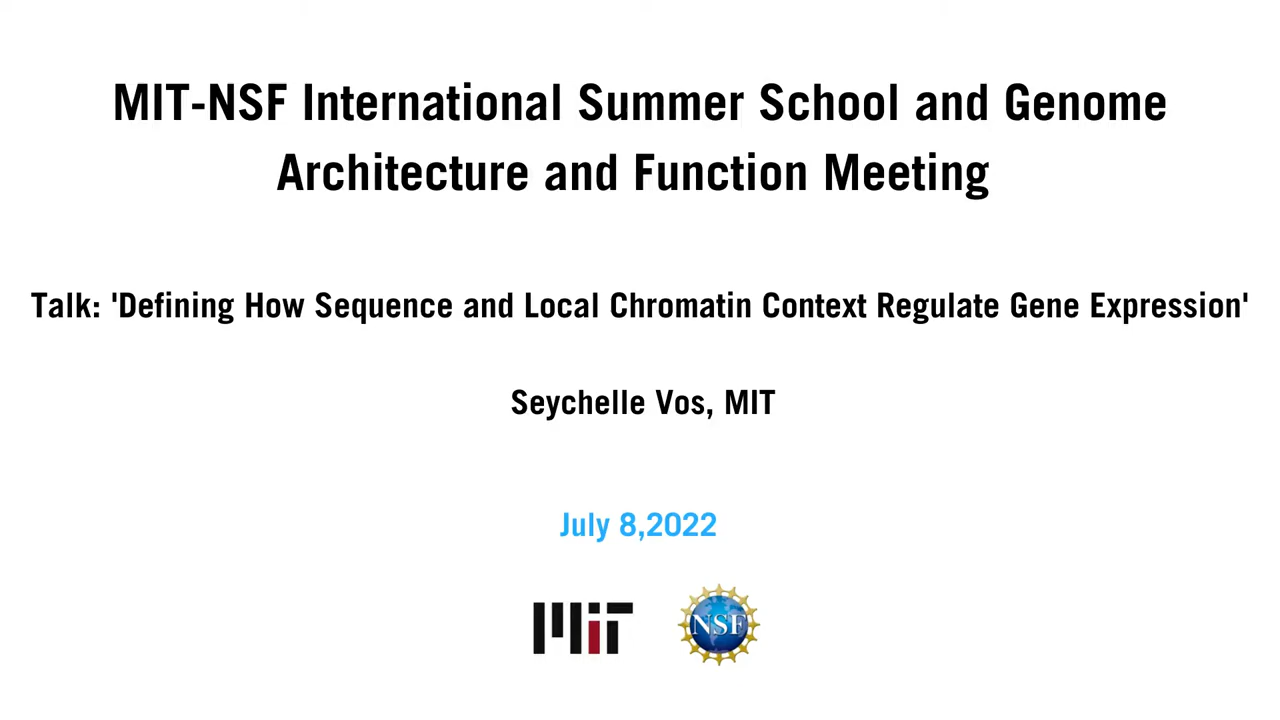 MIT-NSF International Summer School and Genome
Architecture and Function Meeting
Talk: 'Defining How Sequence and Local Chromatin Context Regulate Gene Expression'
Seychelle Vos, MIT
July 8,2022
MIT NSF